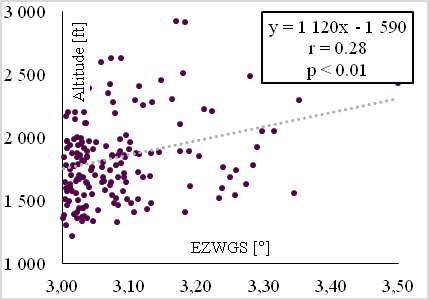 3 000
Altitude [ft]
y = 1 120x - 1 590
r = 0.28
p < 0.01
2 500
2 000
1 500
EZWGS [°]
1 000
3,00 3,10 3,20 3,30 3,40 3,50